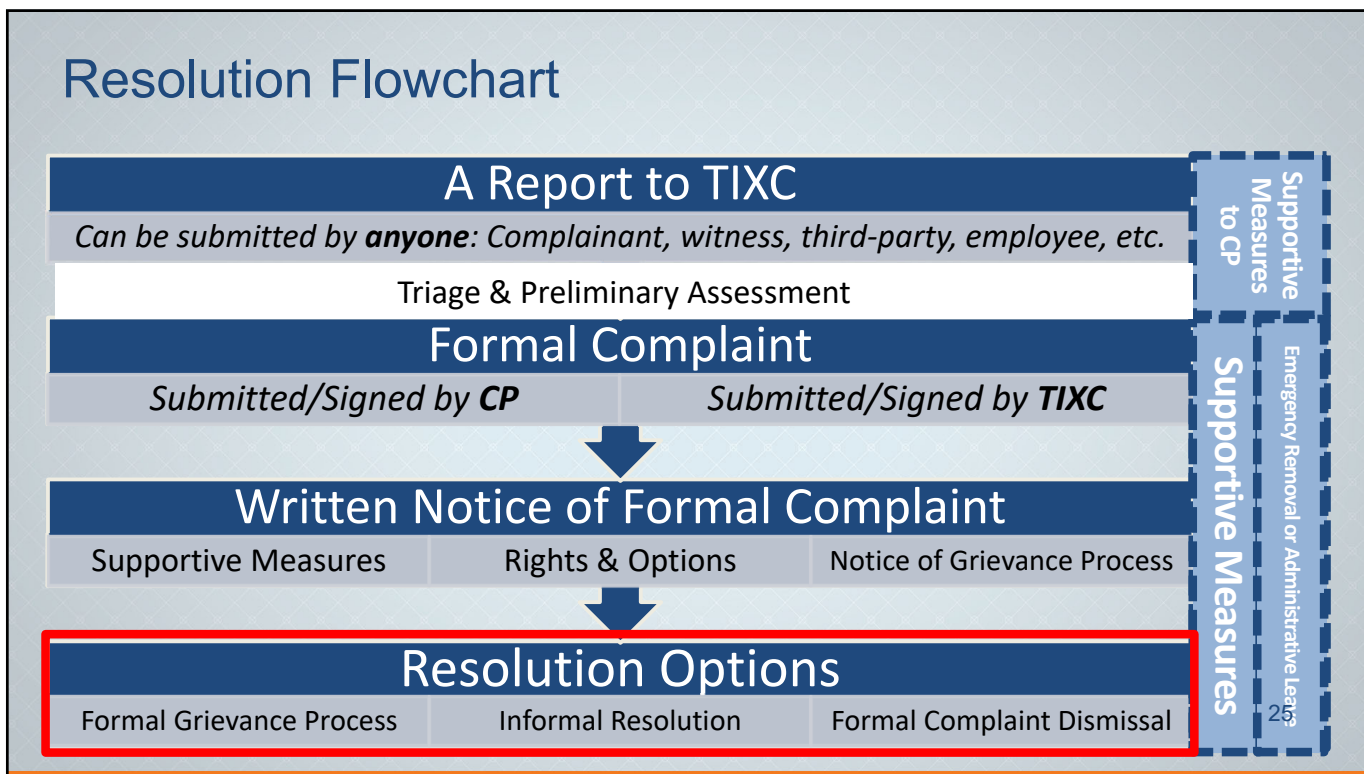 Resolution Flowchart
A Report to TIXC
Can be submitted by anyone: Complainant, witness, third-party, employee, etc.
Triage & Preliminary Assessment
Formal Complaint
Submitted/Signed by CP
Submitted/Signed by TIXC
Written Notice of Formal Complaint
Supportive Measures
Rights & Options
Notice of Grievance Process
Resolution Options
Formal Grievance Process
Informal Resolution
Formal Complaint Dismissal
Supportive
Measures
to CP
Supportive Measures
Emergency Removal or Administrative Leave
25